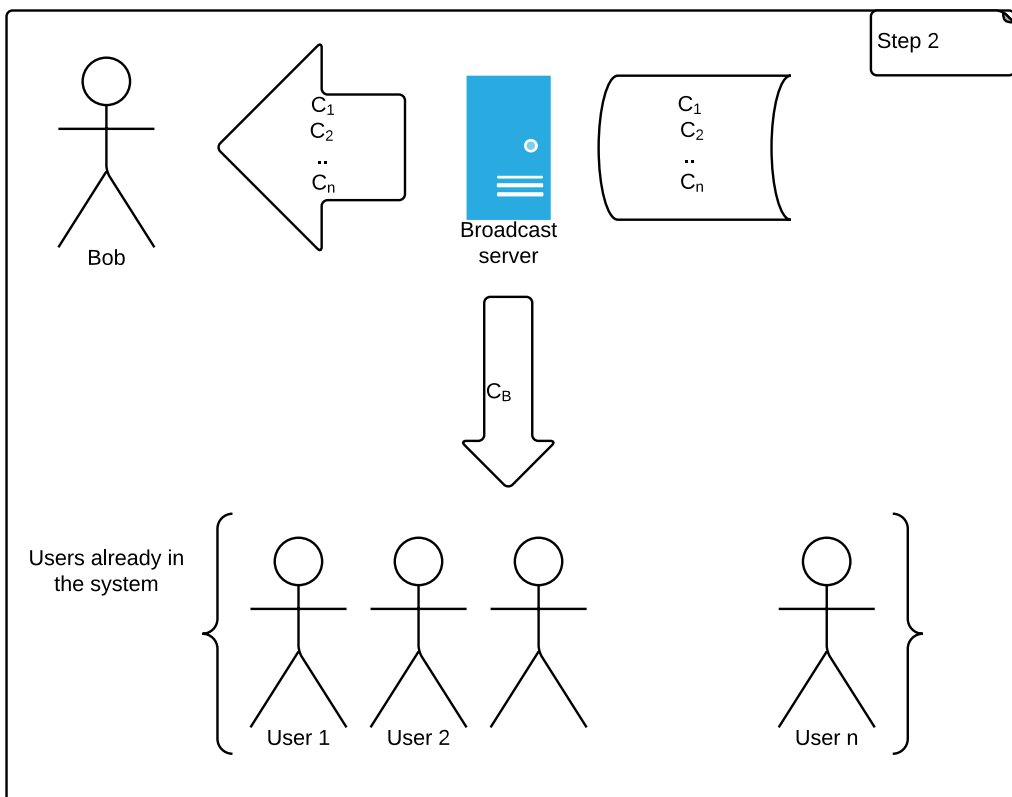 Step 2
C₁
C₂
..
Cₙ
C₁
C₂
..
Cₙ
Broadcast
server
Bob
C_B
Users already in
the system
User 1
User 2
User n